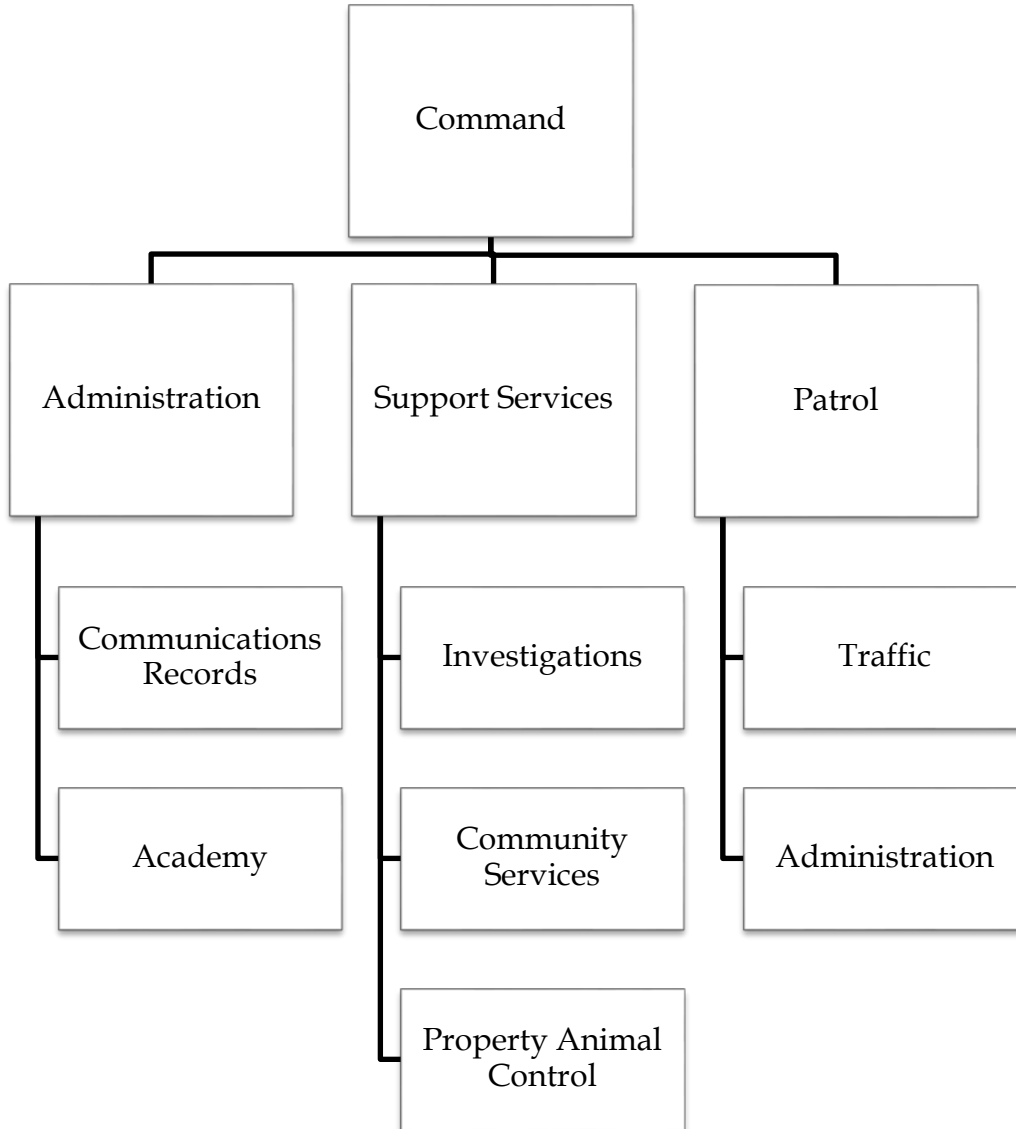 Command
Administration
Support Services
Patrol
Communications
Records
Investigations
Traffic
Academy
Community
Services
Administration
Property Animal
Control